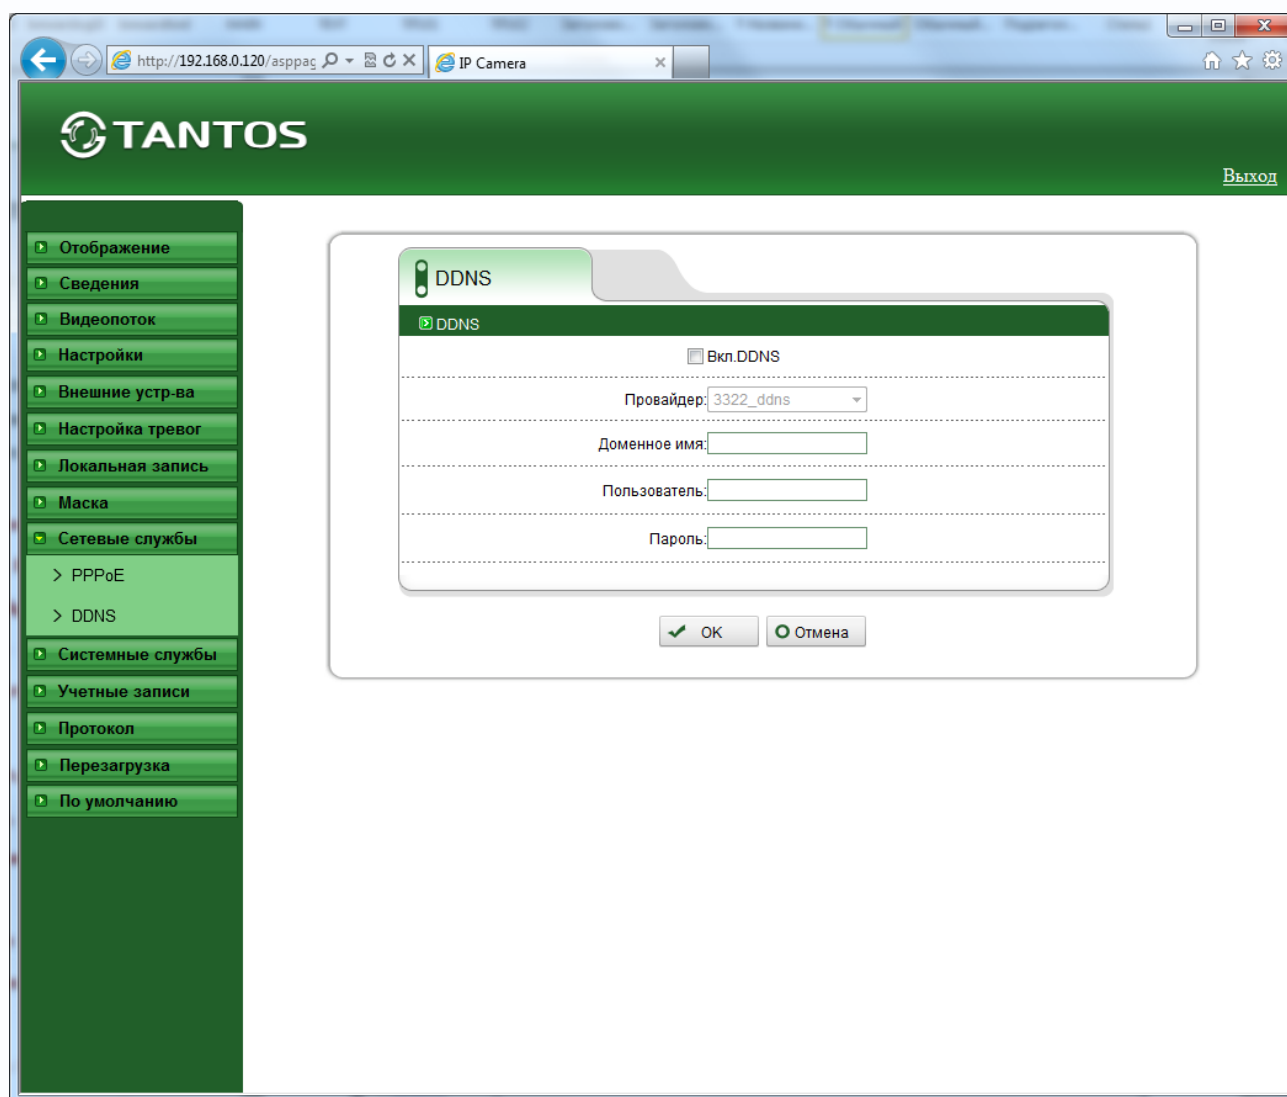 http://192.168.0.120/asppag
IP Camera
TANTOS
Выход
Отображение
Сведения
Видеопоток
Настройки
Внешние устр-ва
Настройка тревог
Локальная запись
Маска
Сетевые службы
PPPoE
DDNS
Системные службы
Учетные записи
Протокол
Перезагрузка
По умолчанию
DDNS
DDNS
Вкл.DDNS
Провайдер: 3322_ddns
Доменное имя:
Пользователь:
Пароль:
OK
Отмена